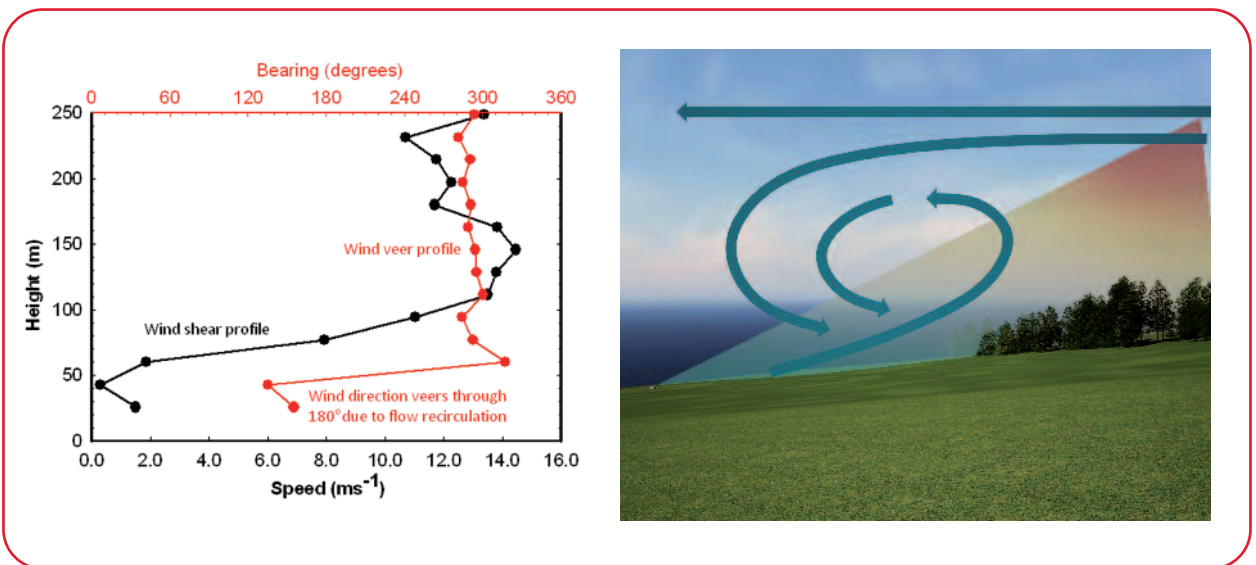 Bearing (degrees)
0 60 120 180 240 300 360
250
200
150
100
50
0
Height (m)
Wind veer profile
Wind shear profile
Wind direction veers through
180°due to flow recirculation
0.0 2.0 4.0 6.0 8.0 10.0 12.0 14.0 16.0
Speed (ms-1)